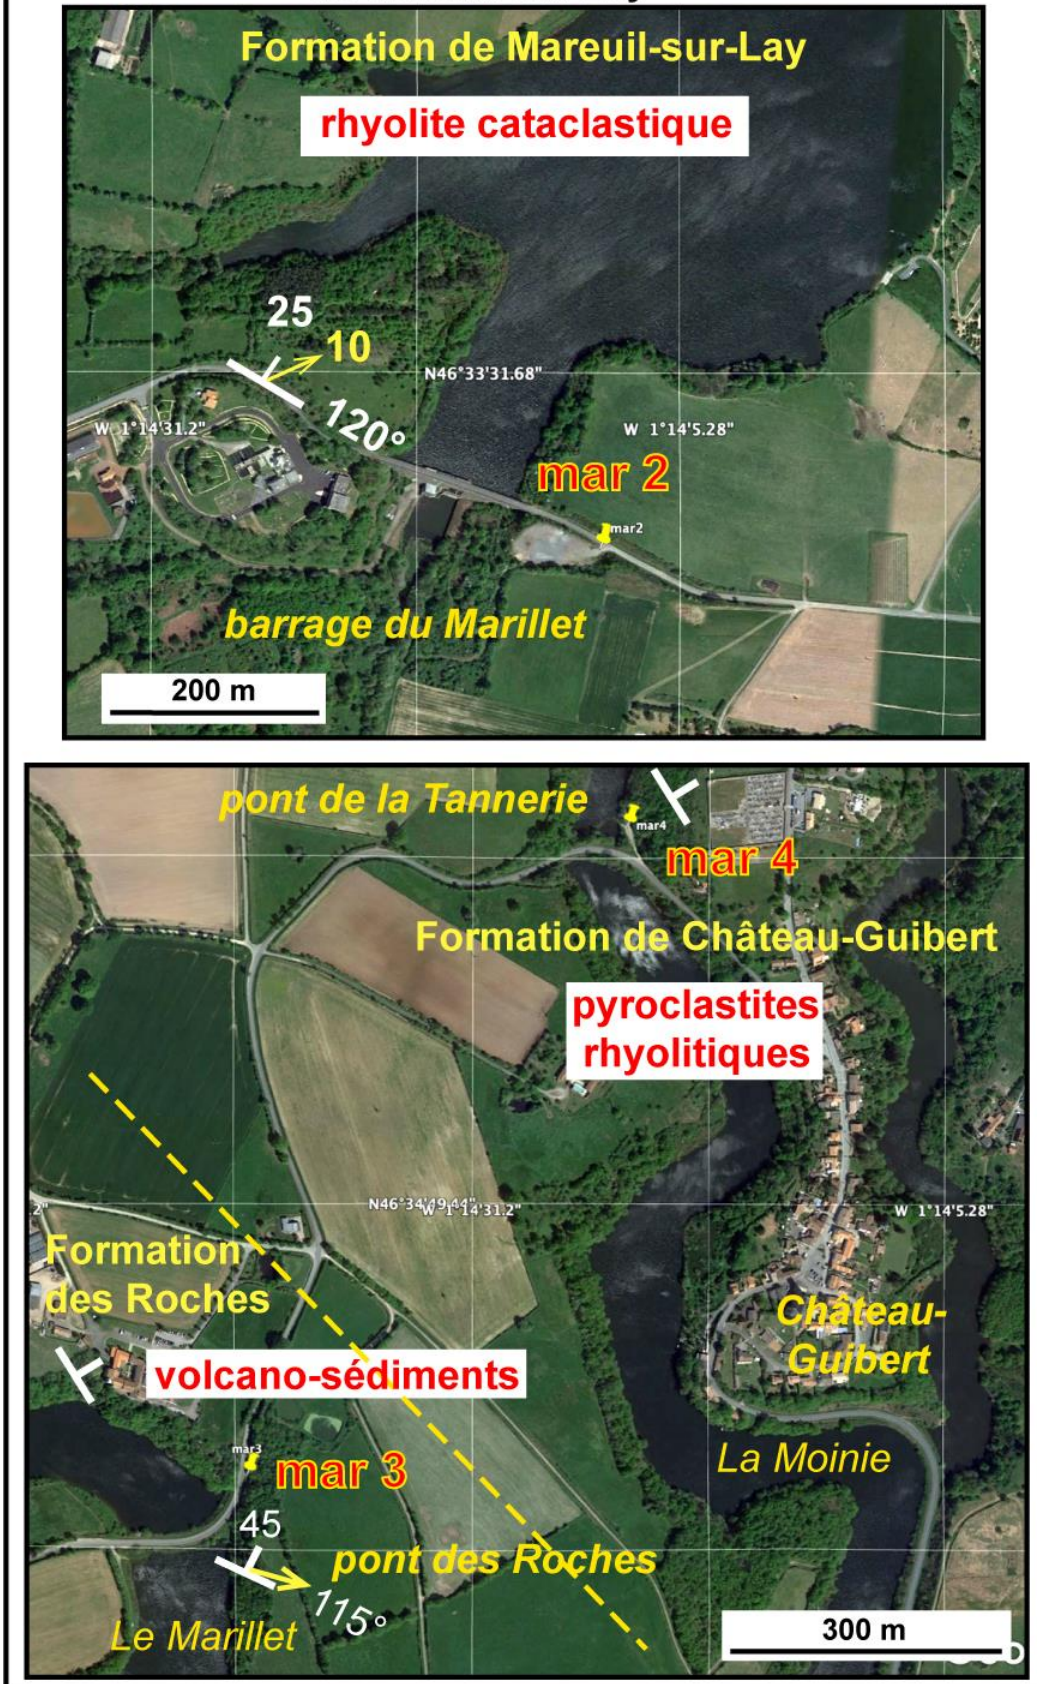 Formation de Mareuil-sur-Lay
rhyolite cataclastique
25
10
N46°33'31.68"
120°
W 1°14'31.2"
W 1°14'5.28"
mar 2
mar2
barrage du Marillet
200 m
pont de la Tannerie
mar4
mar 4
Formation de Château-Guibert
pyroclastites
rhyolitiques
N46°34'49.44"
W 1°14'31.2"
W 1°14'5.28"
2"
Formation
des Roches
Château-
Guibert
volcano-sédiments
mar3
mar 3
La Moinie
45
pont des Roches
115°
Le Marillet
300 m